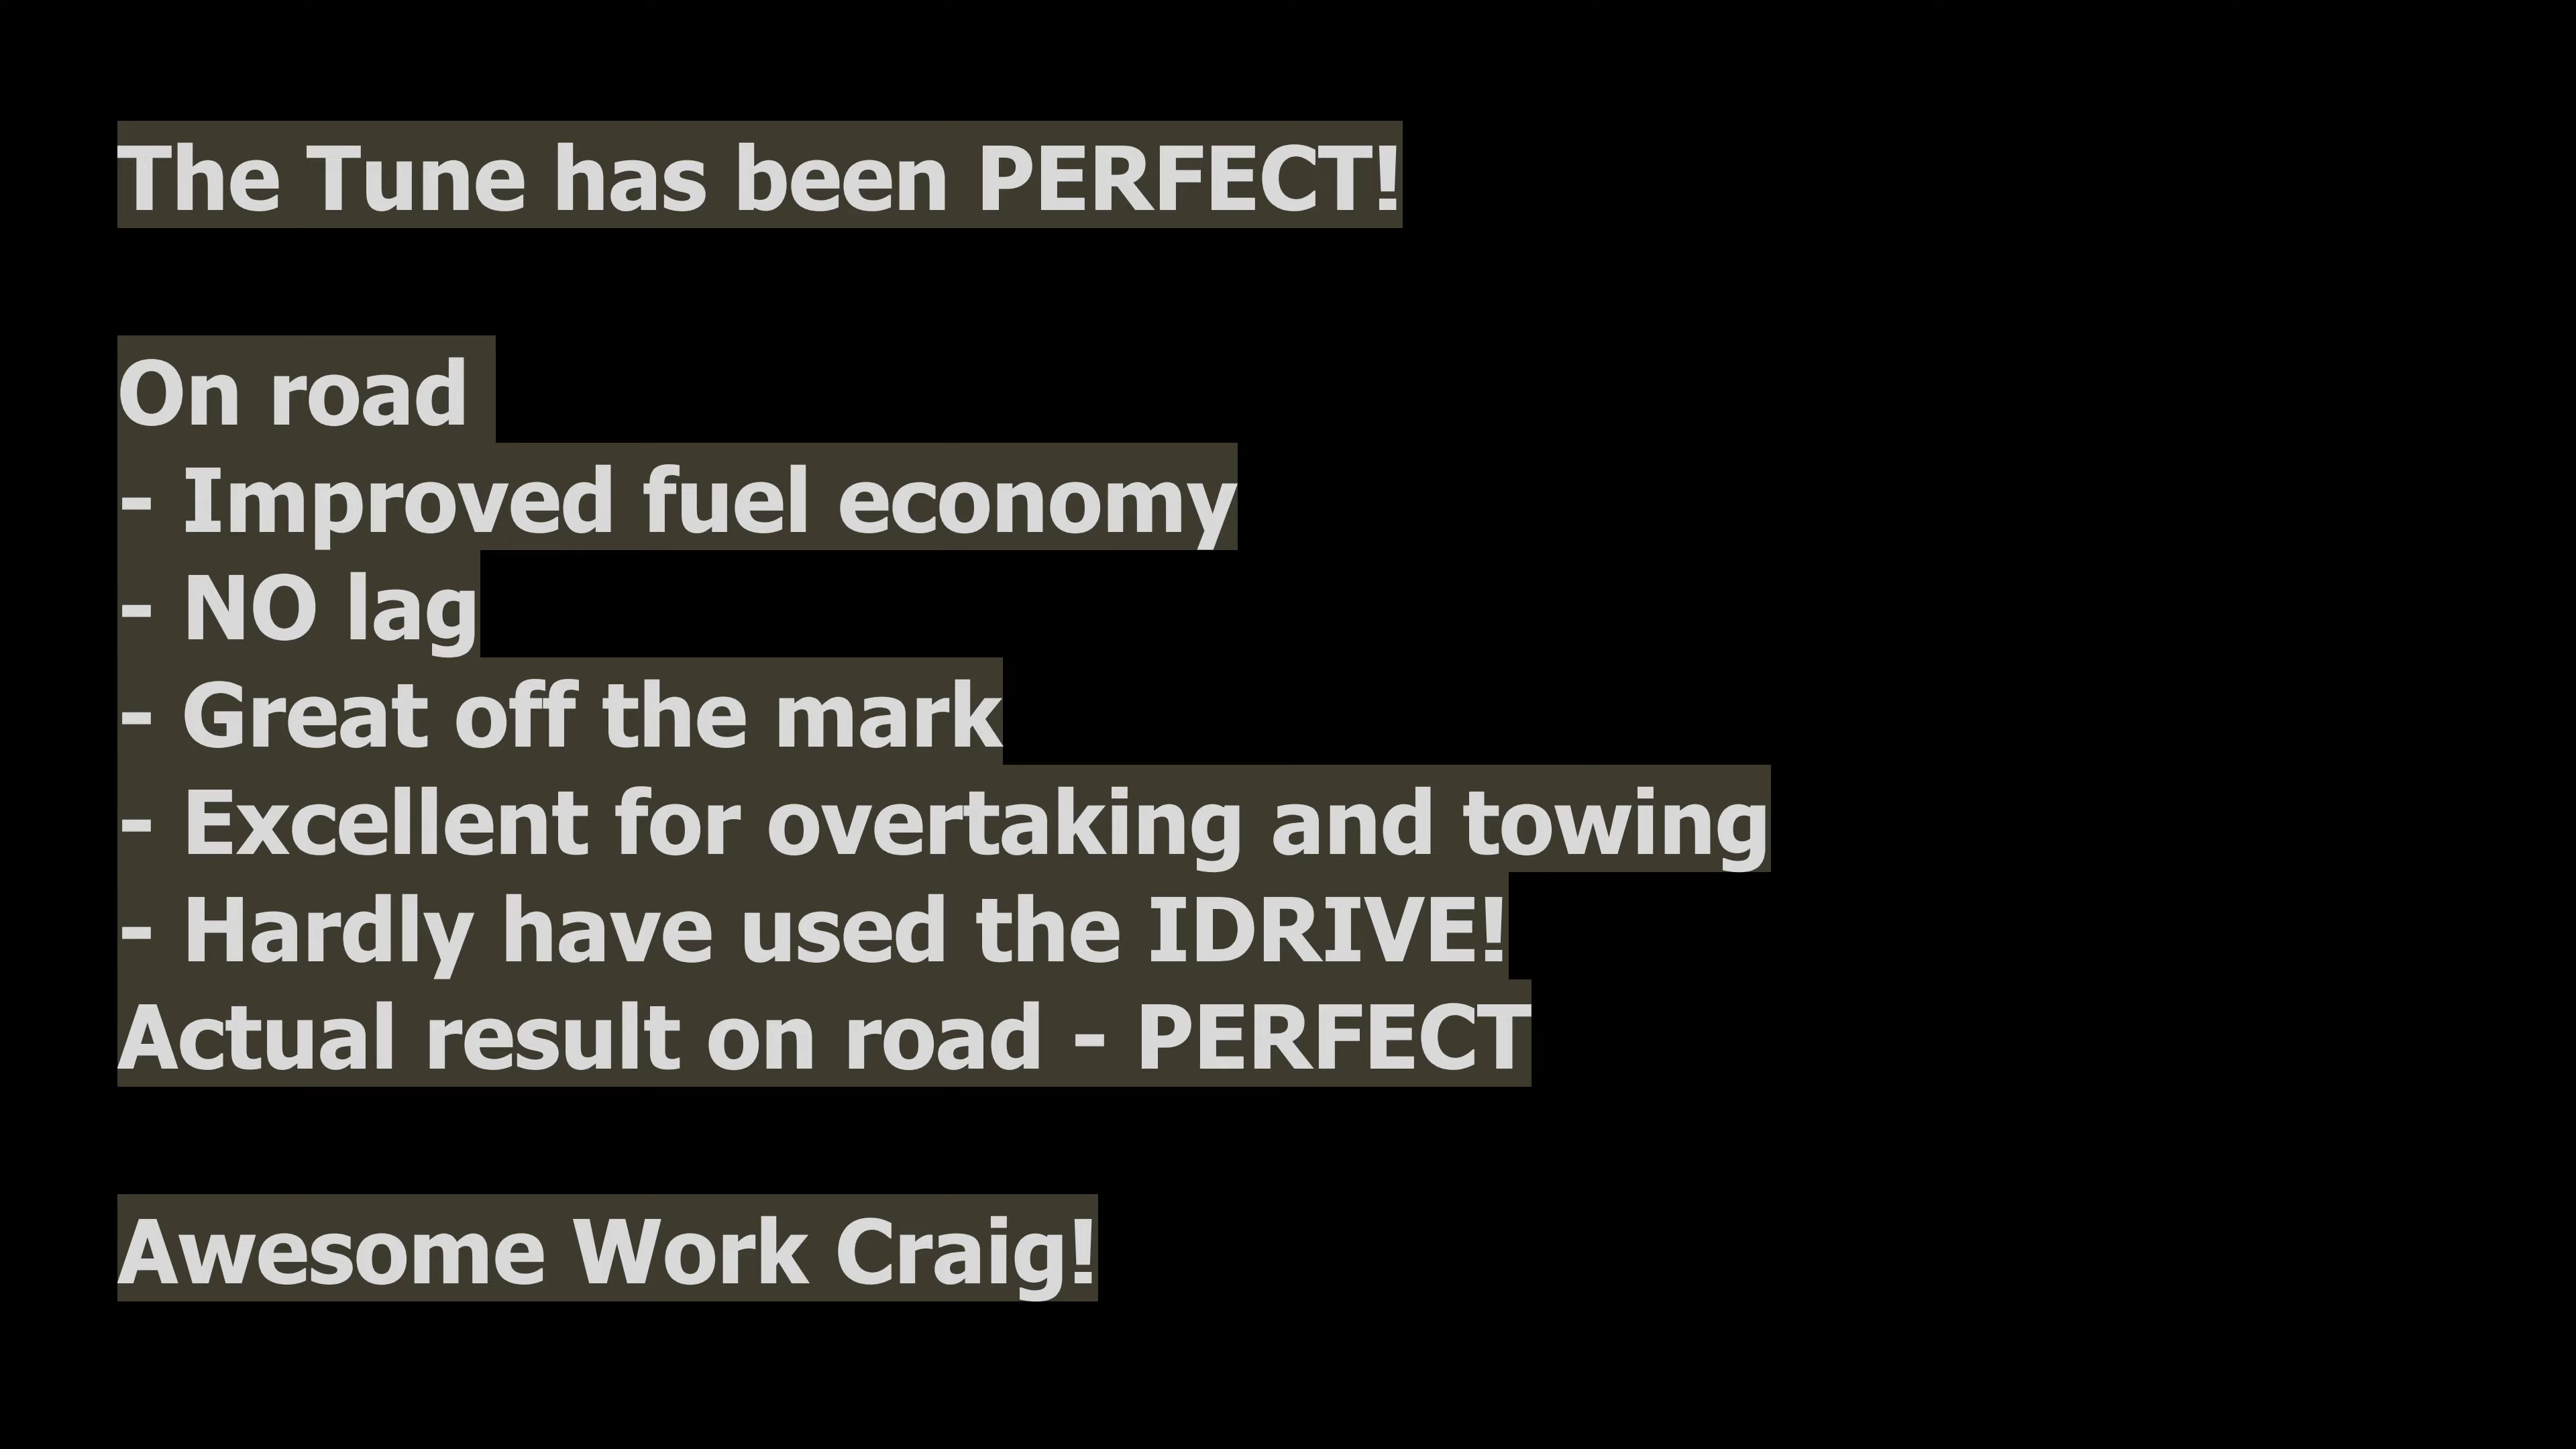 The Tune has been PERFECT!
On road
- Improved fuel economy
- NO lag
- Great off the mark
- Excellent for overtaking and towing
- Hardly have used the IDRIVE!
Actual result on road - PERFECT
Awesome Work Craig!